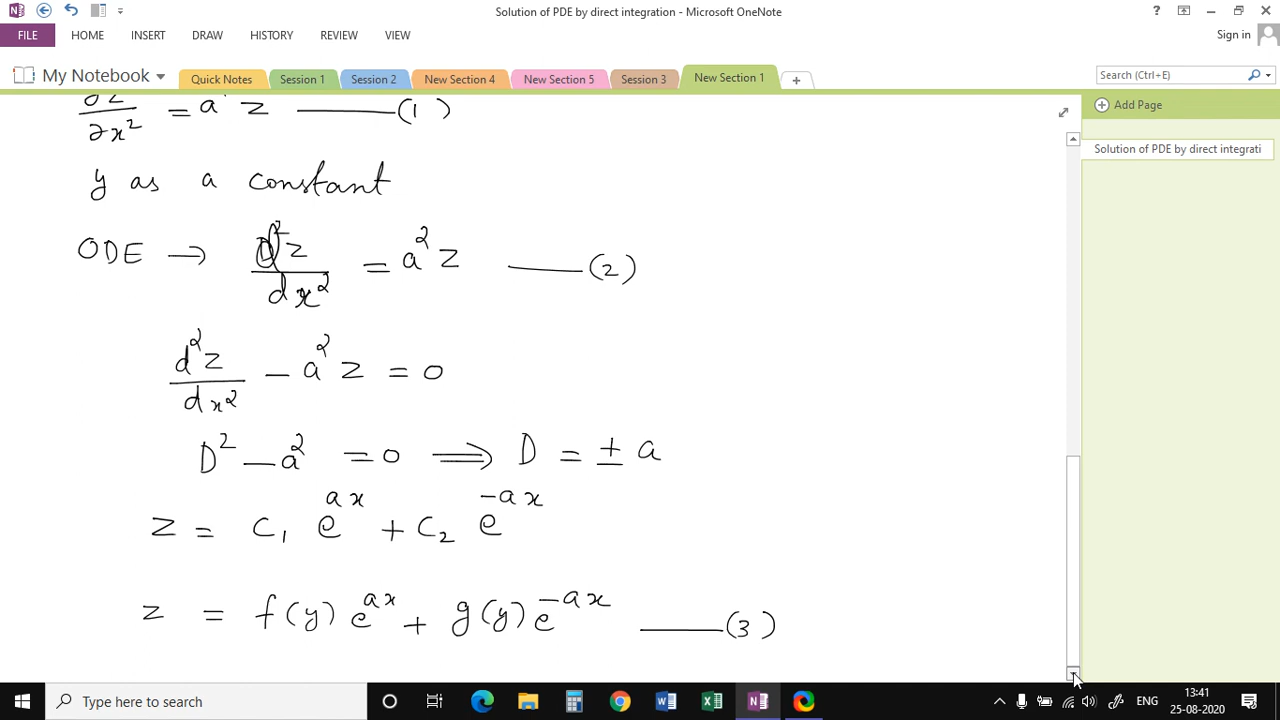 Solution of PDE by direct integration - Microsoft OneNote
FILE HOME INSERT DRAW HISTORY REVIEW VIEW
Sign in
My Notebook Quick Notes Session 1 Session 2 New Section 4 New Section 5 Session 3 New Section 1 +
Search (Ctrl+E)
Add Page
Solution of PDE by direct integrati
∂²z/∂x² = a² z ———(1)
y as a constant
ODE → d²z/dx² = a² z ———(2)
d²z/dx² - a² z = 0
D² - a² = 0 ⟹ D = ± a
z = C₁ e^{ax} + C₂ e^{-ax}
z = f(y) e^{ax} + g(y) e^{-ax} ———(3)
Type here to search
ENG
13:41
25-08-2020